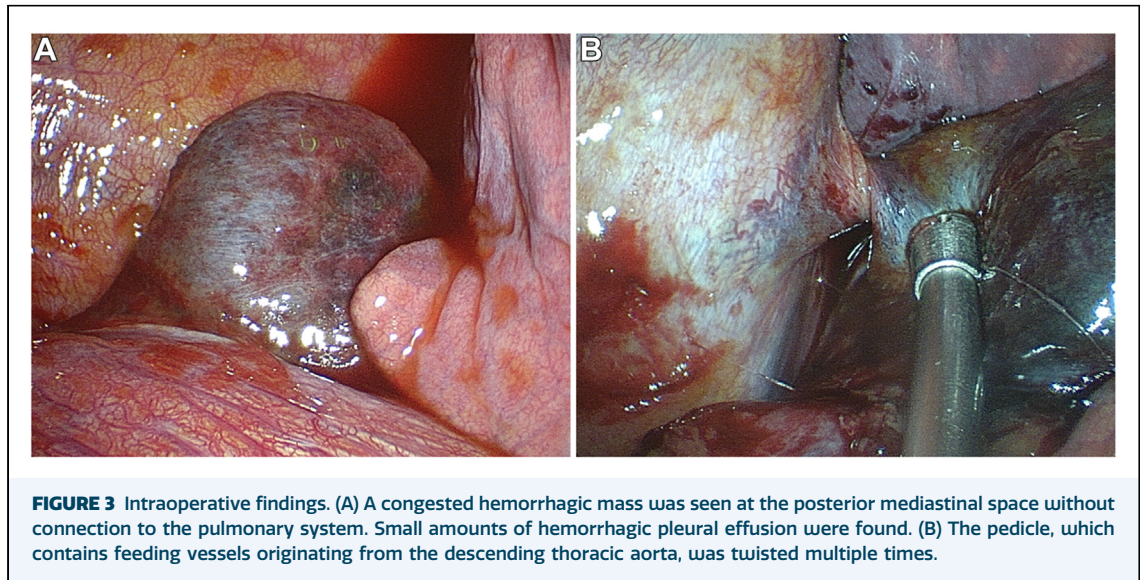 A
B
FIGURE 3 Intraoperative findings. (A) A congested hemorrhagic mass was seen at the posterior mediastinal space without
connection to the pulmonary system. Small amounts of hemorrhagic pleural effusion were found. (B) The pedicle, which
contains feeding vessels originating from the descending thoracic aorta, was twisted multiple times.